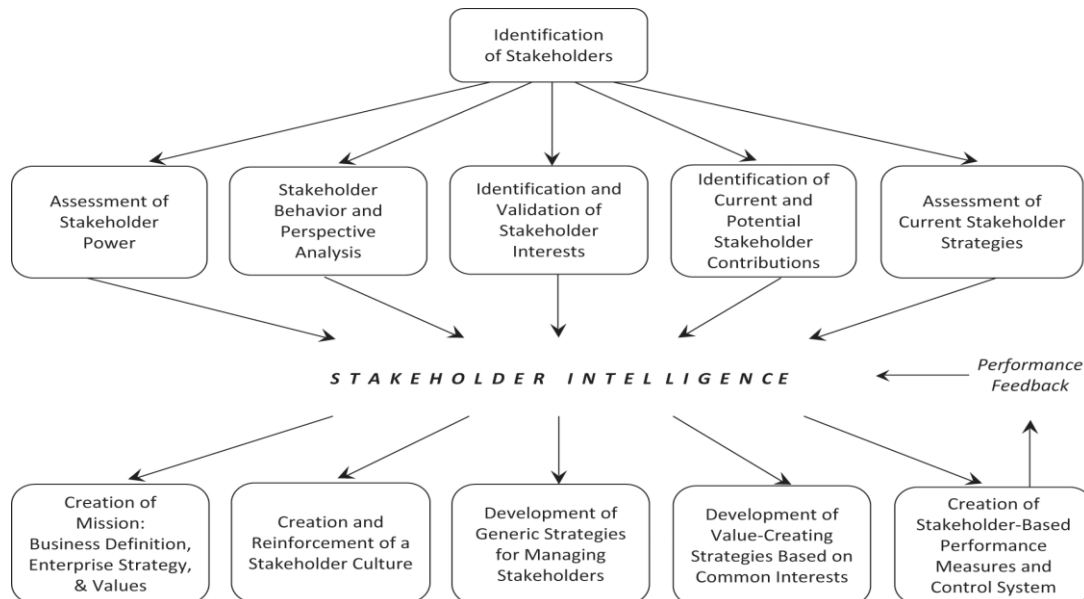 Identification
of Stakeholders
Assessment of
Stakeholder
Power
Stakeholder
Behavior and
Perspective
Analysis
Identification and
Validation of
Stakeholder
Interests
Identification of
Current and
Potential
Stakeholder
Contributions
Assessment of
Current Stakeholder
Strategies
STAKEHOLDER INTELLIGENCE
Performance
Feedback
Creation of
Mission:
Business Definition,
Enterprise Strategy,
& Values
Creation and
Reinforcement of a
Stakeholder Culture
Development of
Generic Strategies
for Managing
Stakeholders
Development of
Value-Creating
Strategies Based on
Common Interests
Creation of
Stakeholder-Based
Performance
Measures and
Control System